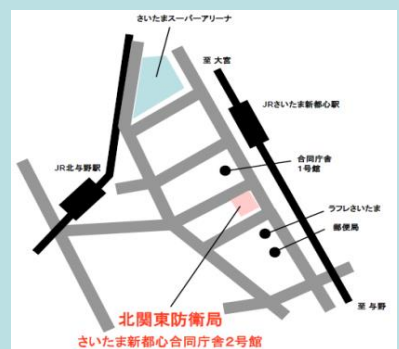 さいたまスーパーアリーナ
至 大宮
JRさいたま新都心駅
JR北与野駅
合同庁舎
1号館
ラフレさいたま
郵便局
至 与野
北関東防衛局
さいたま新都心合同庁舎2号館